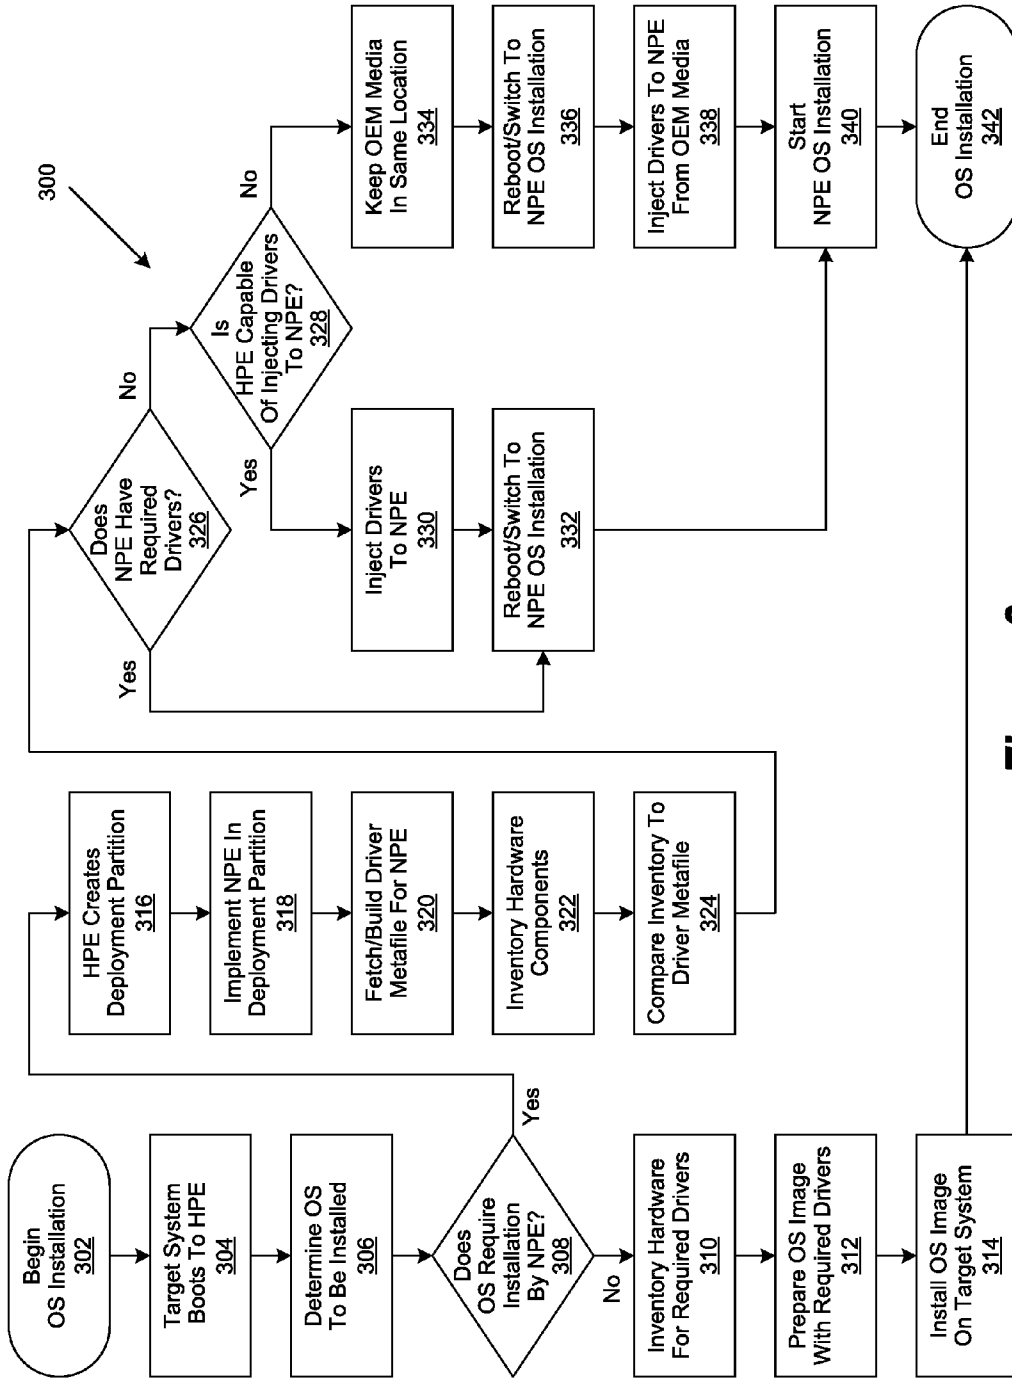 300
Begin
OS Installation
302
Target System
Boots To HPE
304
Determine OS
To Be Installed
306
Does
OS Require
Installation
By NPE?
308
Yes
No
Inventory Hardware
For Required Drivers
310
Prepare OS Image
With Required Drivers
312
Install OS Image
On Target System
314
HPE Creates
Deployment Partition
316
Implement NPE In
Deployment Partition
318
Fetch/Build Driver
Metafile For NPE
320
Inventory Hardware
Components
322
Compare Inventory To
Driver Metafile
324
Does
NPE Have
Required
Drivers?
326
Yes
No
Is
HPE Capable
Of Injecting Drivers
To NPE?
328
Yes
No
Inject Drivers
To NPE
330
Reboot/Switch To
NPE OS Installation
332
Keep OEM Media
In Same Location
334
Reboot/Switch To
NPE OS Installation
336
Inject Drivers To NPE
From OEM Media
338
Start
NPE OS Installation
340
End
OS Installation
342